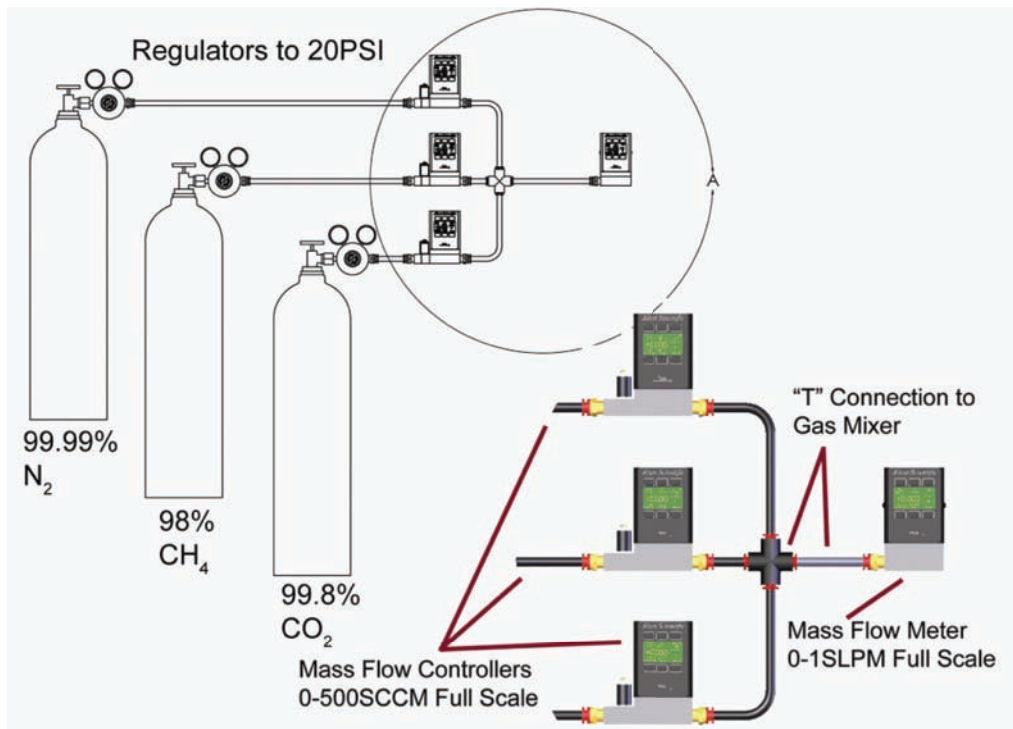 Regulators to 20PSI
A
99.99%
N₂
98%
CH₄
99.8%
CO₂
“T” Connection to
Gas Mixer
Mass Flow Controllers
0-500SCCM Full Scale
Mass Flow Meter
0-1SLPM Full Scale